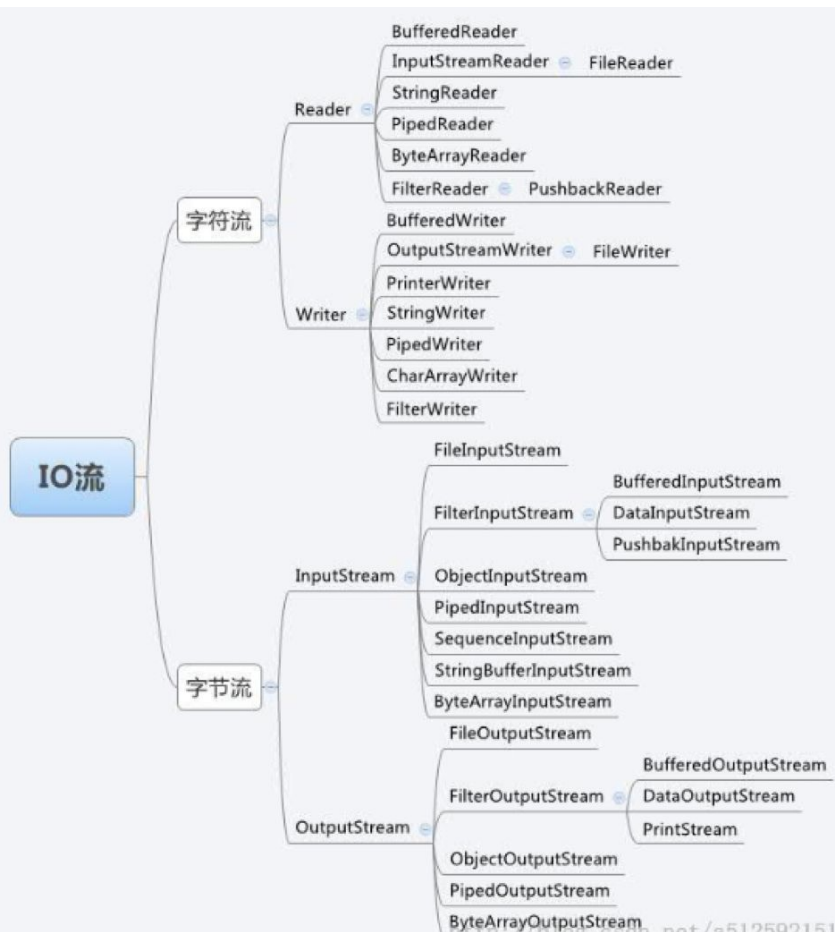 IO流
字符流
Reader
BufferedReader
InputStreamReader
FileReader
StringReader
PipedReader
ByteArrayReader
FilterReader
PushbackReader
Writer
BufferedWriter
OutputStreamWriter
FileWriter
PrinterWriter
StringWriter
PipedWriter
CharArrayWriter
FilterWriter
字节流
InputStream
FileInputStream
FilterInputStream
BufferedInputStream
DataInputStream
PushbakInputStream
ObjectInputStream
PipedInputStream
SequenceInputStream
StringBufferInputStream
ByteArrayInputStream
OutputStream
FileOutputStream
FilterOutputStream
BufferedOutputStream
DataOutputStream
PrintStream
ObjectOutputStream
PipedOutputStream
ByteArrayOutputStream